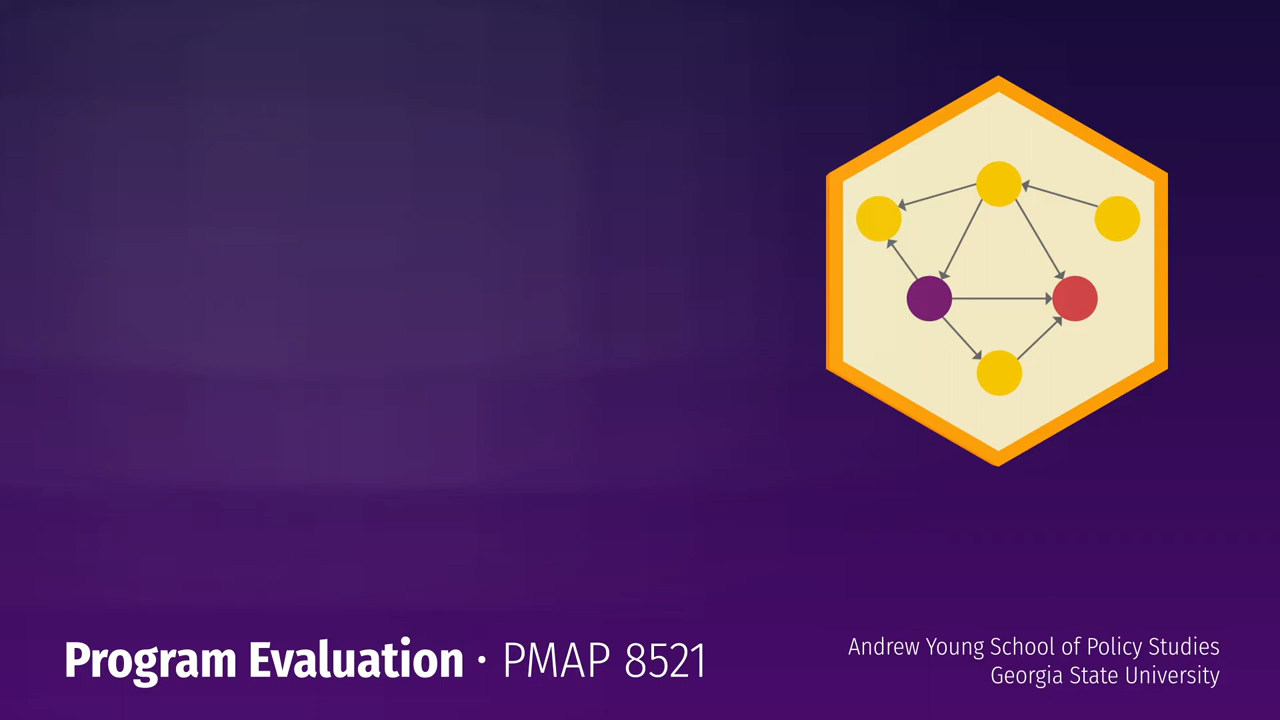 Program Evaluation · PMAP 8521
Andrew Young School of Policy Studies
Georgia State University